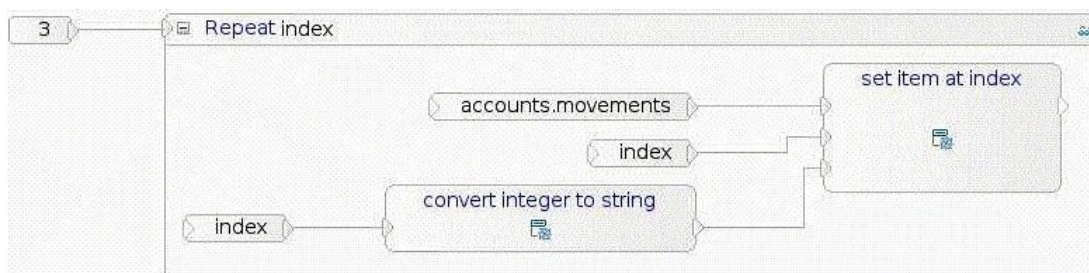 3
Repeat index
set item at index
accounts.movements
index
convert integer to string
index